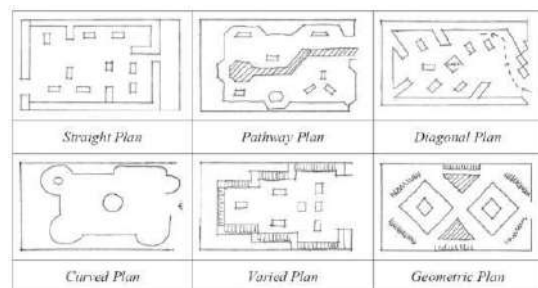 Straight Plan
Pathway Plan
Diagonal Plan
Curved Plan
Varied Plan
Geometric Plan